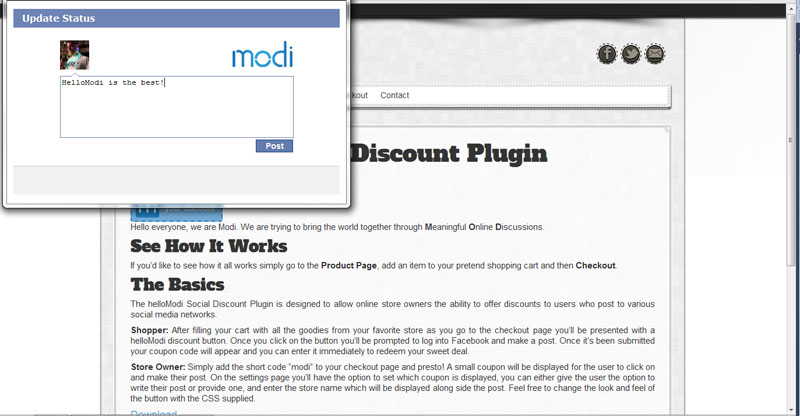 Update Status
modi
HelloModi is the best!
Post
kout Contact
Discount Plugin
Hello everyone, we are Modi. We are trying to bring the world together through Meaningful Online Discussions.
See How It Works
If you'd like to see how it all works simply go to the Product Page, add an item to your pretend shopping cart and then Checkout.
The Basics
The helloModi Social Discount Plugin is designed to allow online store owners the ability to offer discounts to users who post to various
social media networks.
Shopper: After filling your cart with all the goodies from your favorite store as you go to the checkout page you'll be presented with a
helloModi discount button. Once you click on the button you'll be prompted to log into Facebook and make a post. Once it's been submitted
your coupon code will appear and you can enter it immediately to redeem your sweet deal.
Store Owner: Simply add the short code "modi" to your checkout page and presto! A small coupon will be displayed for the user to click on
and make their post. On the settings page you'll have the option to set which coupon is displayed, you can either give the user the option to
write their post or provide one, and enter the store name which will be displayed along side the post. Feel free to change the look and feel of
the button with the CSS supplied.
Download